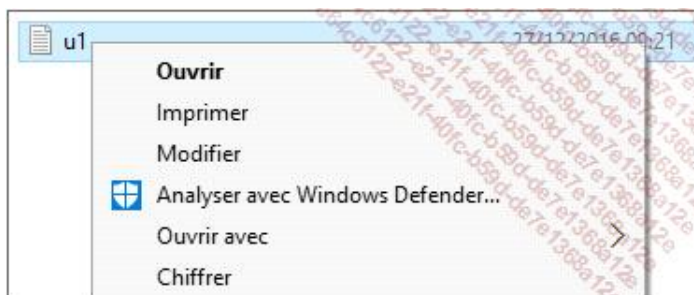 u1 27/12/2016 09:21
Ouvrir
Imprimer
Modifier
Analyser avec Windows Defender...
Ouvrir avec
Chiffrer